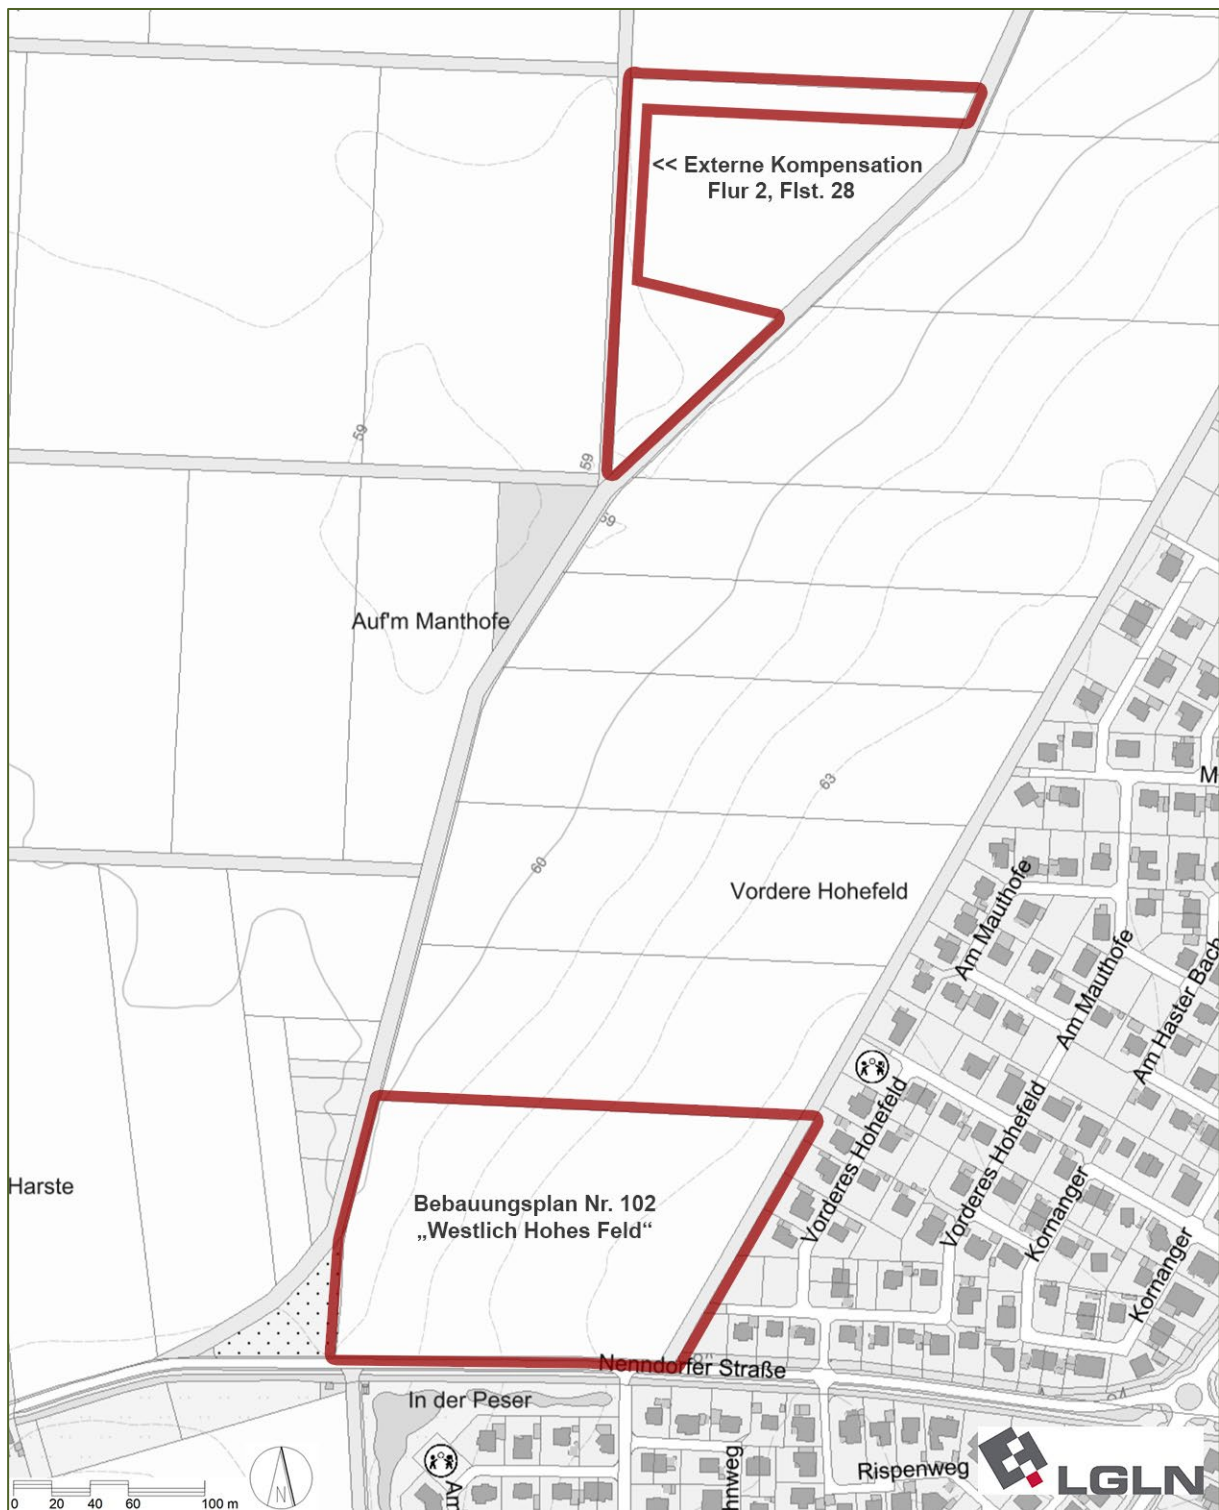 << Externe Kompensation
Flur 2, Flst. 28
59
59
59
Auf'm Manthofe
63
60
Vordere Hohefeld
M
Am Mauthofe
Am Mauthofe
Am Haster Bach
Vorderes Hohefeld
Vorderes Hohefeld
Kornanger
Kornanger
Harste
Bebauungsplan Nr. 102
„Westlich Hohes Feld“
Nenndorfer Straße
In der Peser
Am
hnweg
Rispenweg
LGLN
N
0 20 40 60 100 m